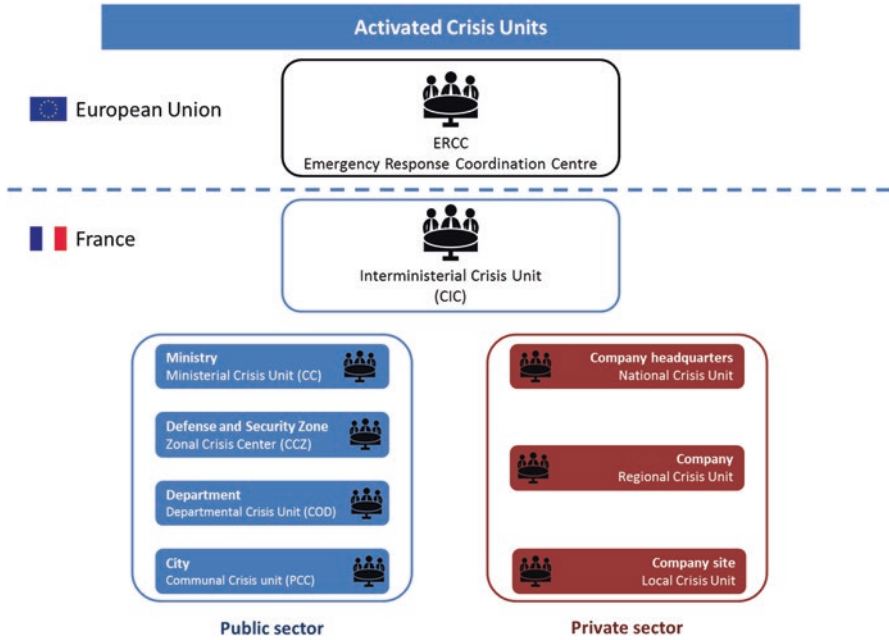 Activated Crisis Units
European Union
ERCC
Emergency Response Coordination Centre
France
Interministerial Crisis Unit
(CIC)
Ministry
Ministerial Crisis Unit (CC)
Defense and Security Zone
Zonal Crisis Center (CCZ)
Department
Departmental Crisis Unit (COD)
City
Communal Crisis unit (PCC)
Public sector
Company headquarters
National Crisis Unit
Company
Regional Crisis Unit
Company site
Local Crisis Unit
Private sector